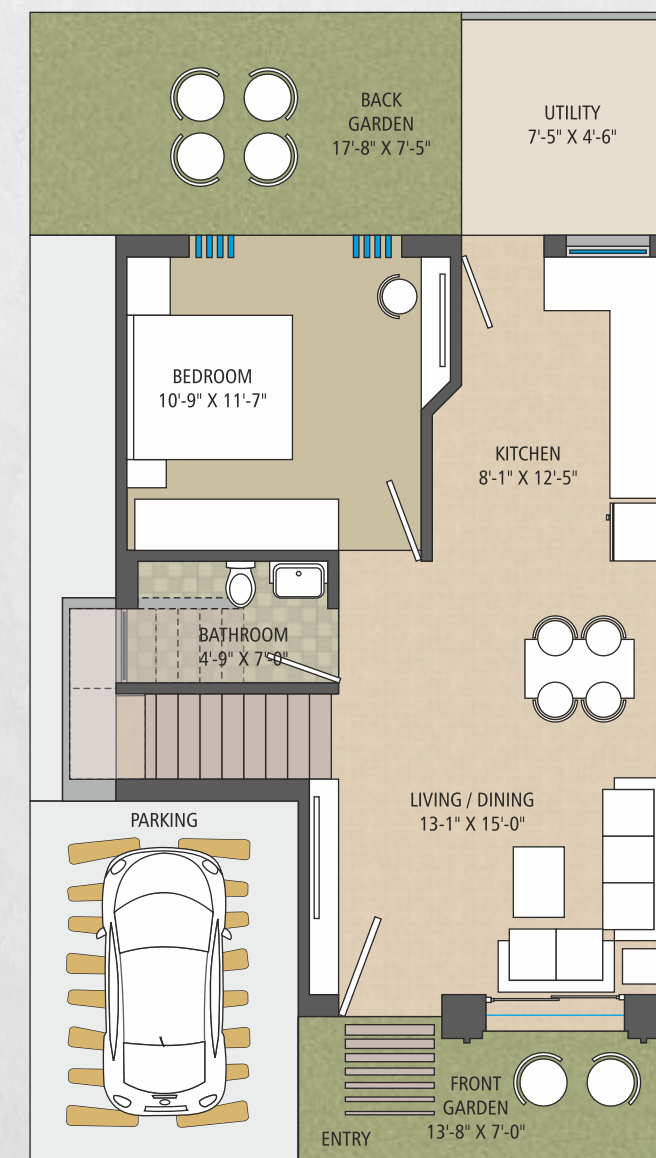 BACK
GARDEN
17'-8" X 7'-5"
UTILITY
7'-5" X 4'-6"
BEDROOM
10'-9" X 11'-7"
KITCHEN
8'-1" X 12'-5"
BATHROOM
4'-9" X 7'-0"
LIVING / DINING
13-1" X 15'-0"
PARKING
FRONT
GARDEN
13'-8" X 7'-0"
ENTRY